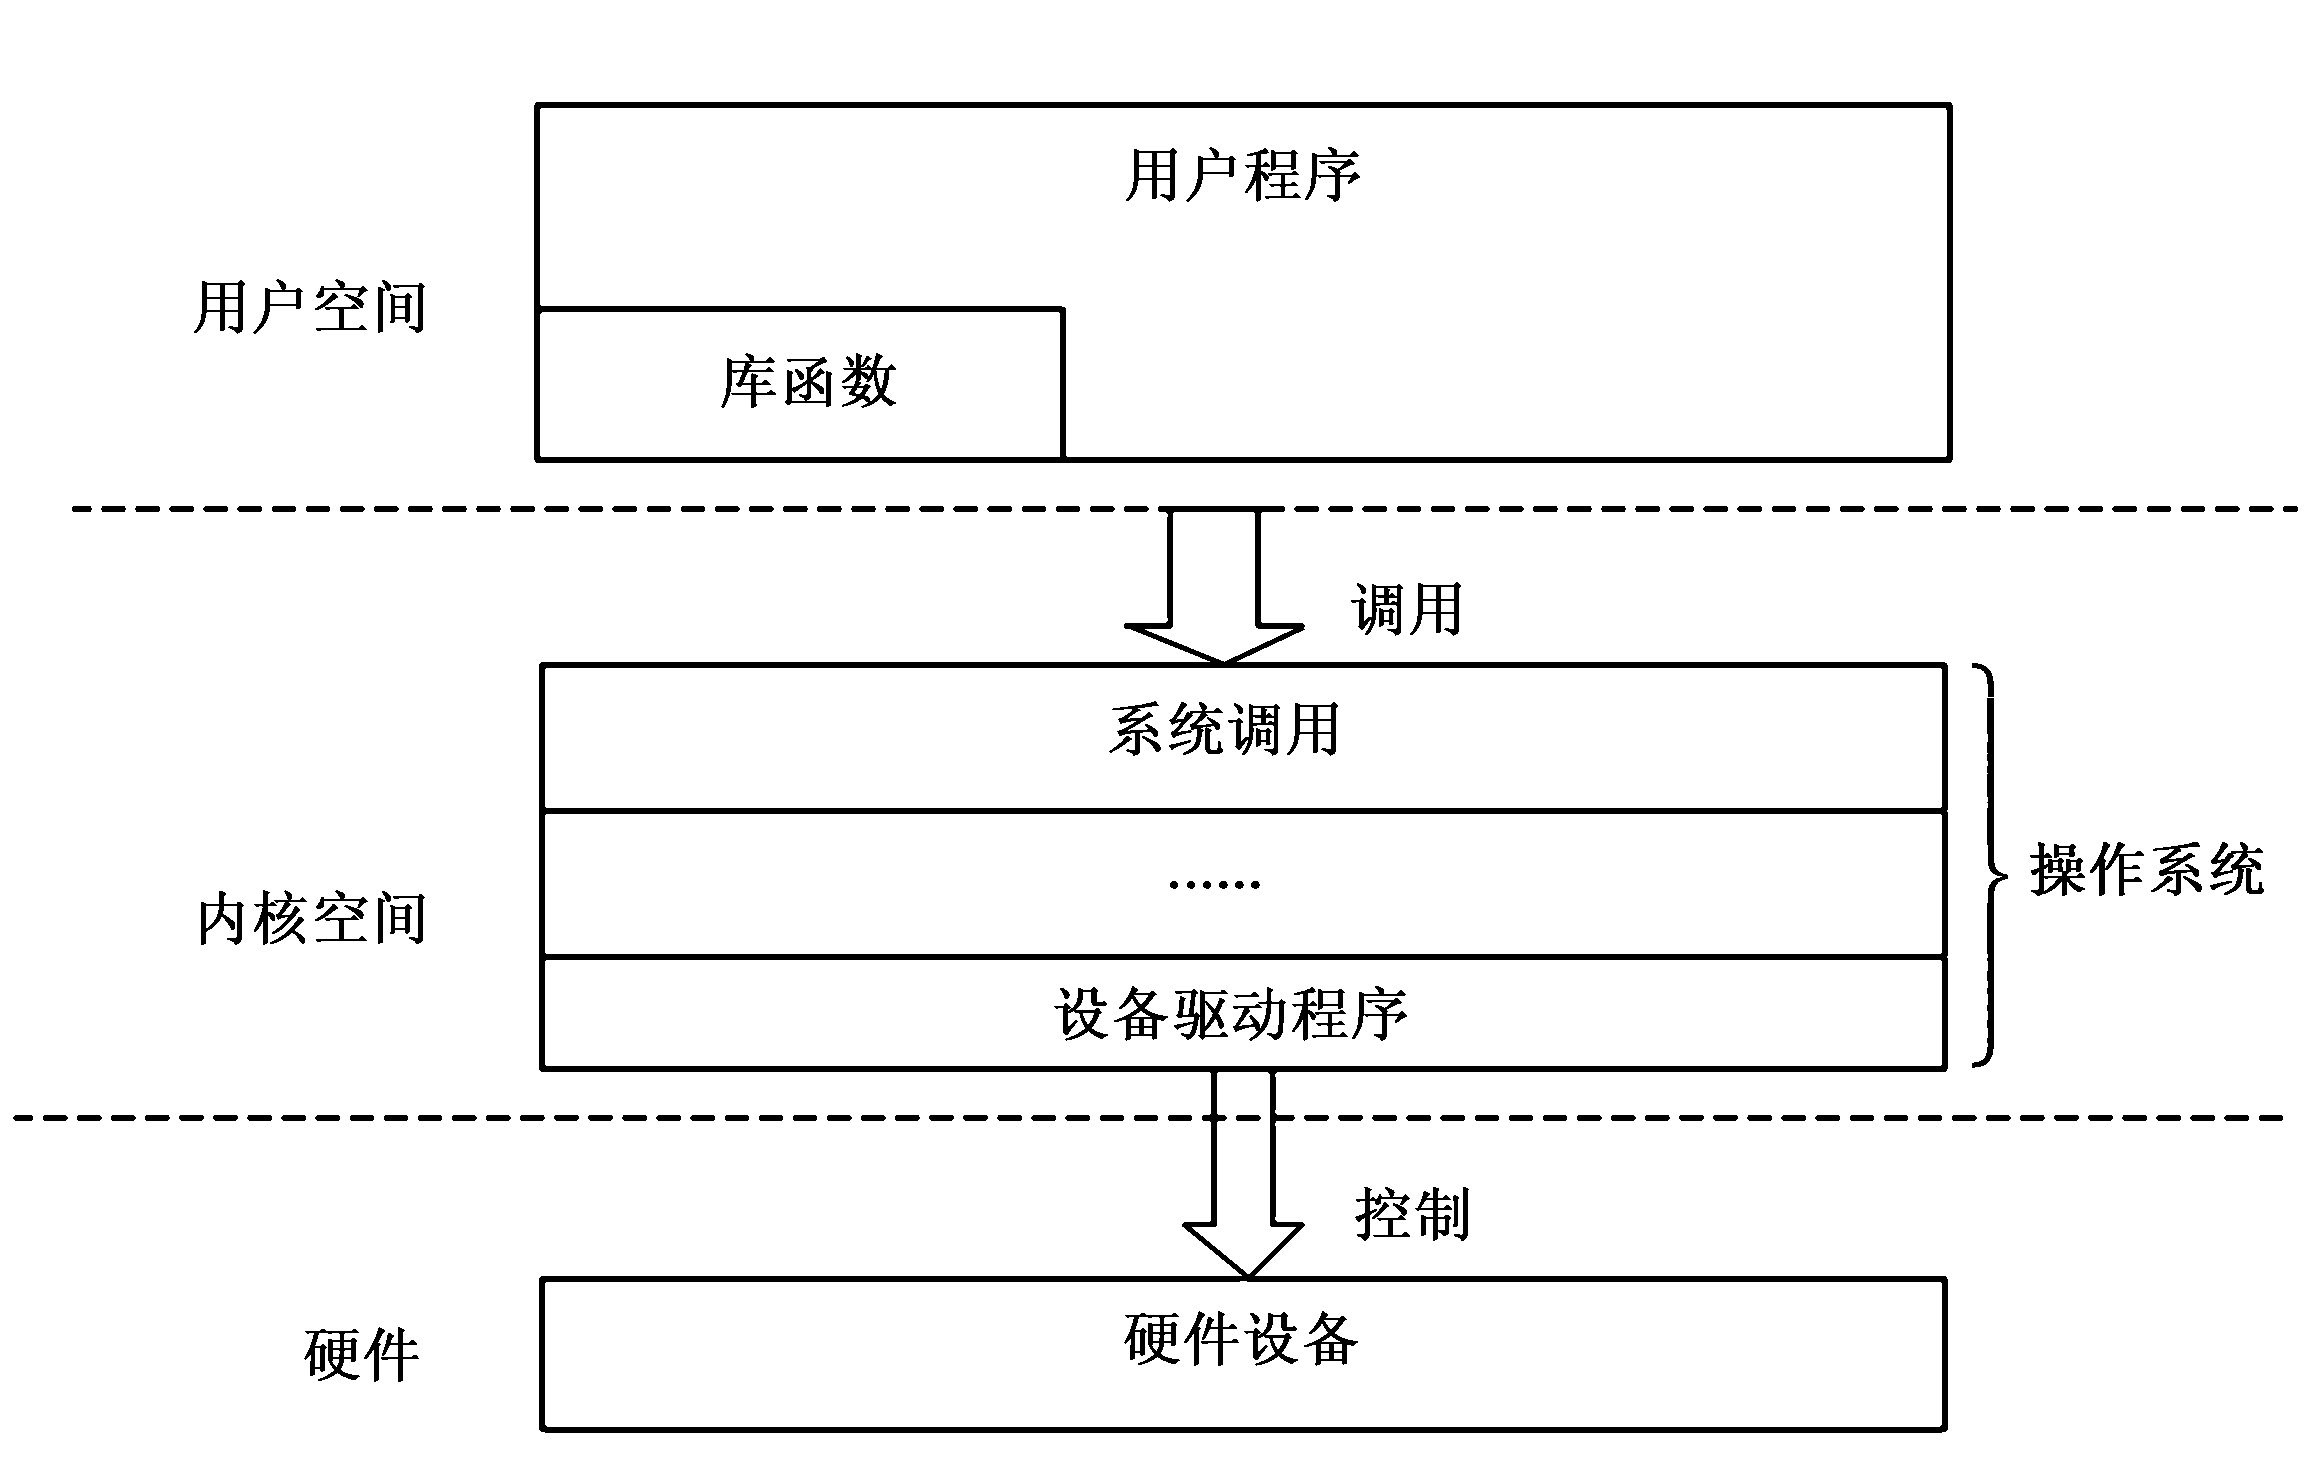 用户程序
用户空间
库函数
调用
系统调用
……
操作系统
内核空间
设备驱动程序
控制
硬件设备
硬件